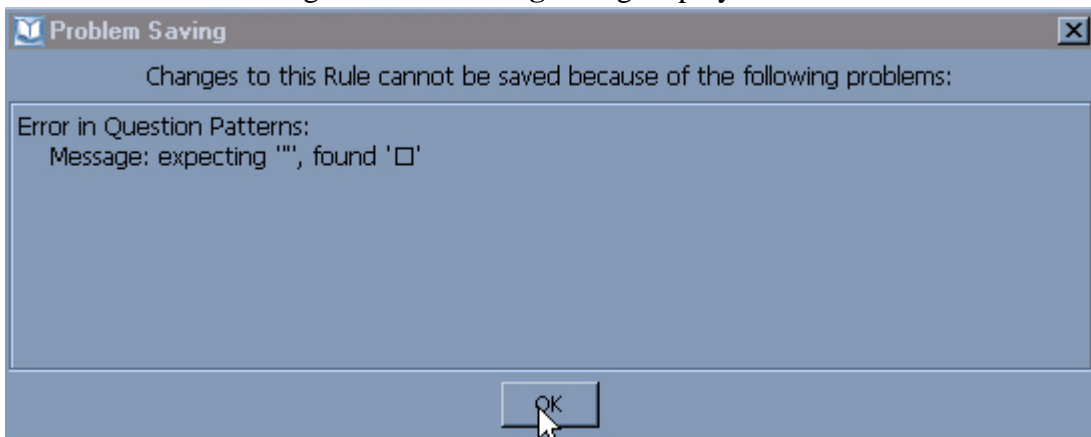 Problem Saving
Changes to this Rule cannot be saved because of the following problems:
Error in Question Patterns:
Message: expecting '"', found '□'
OK